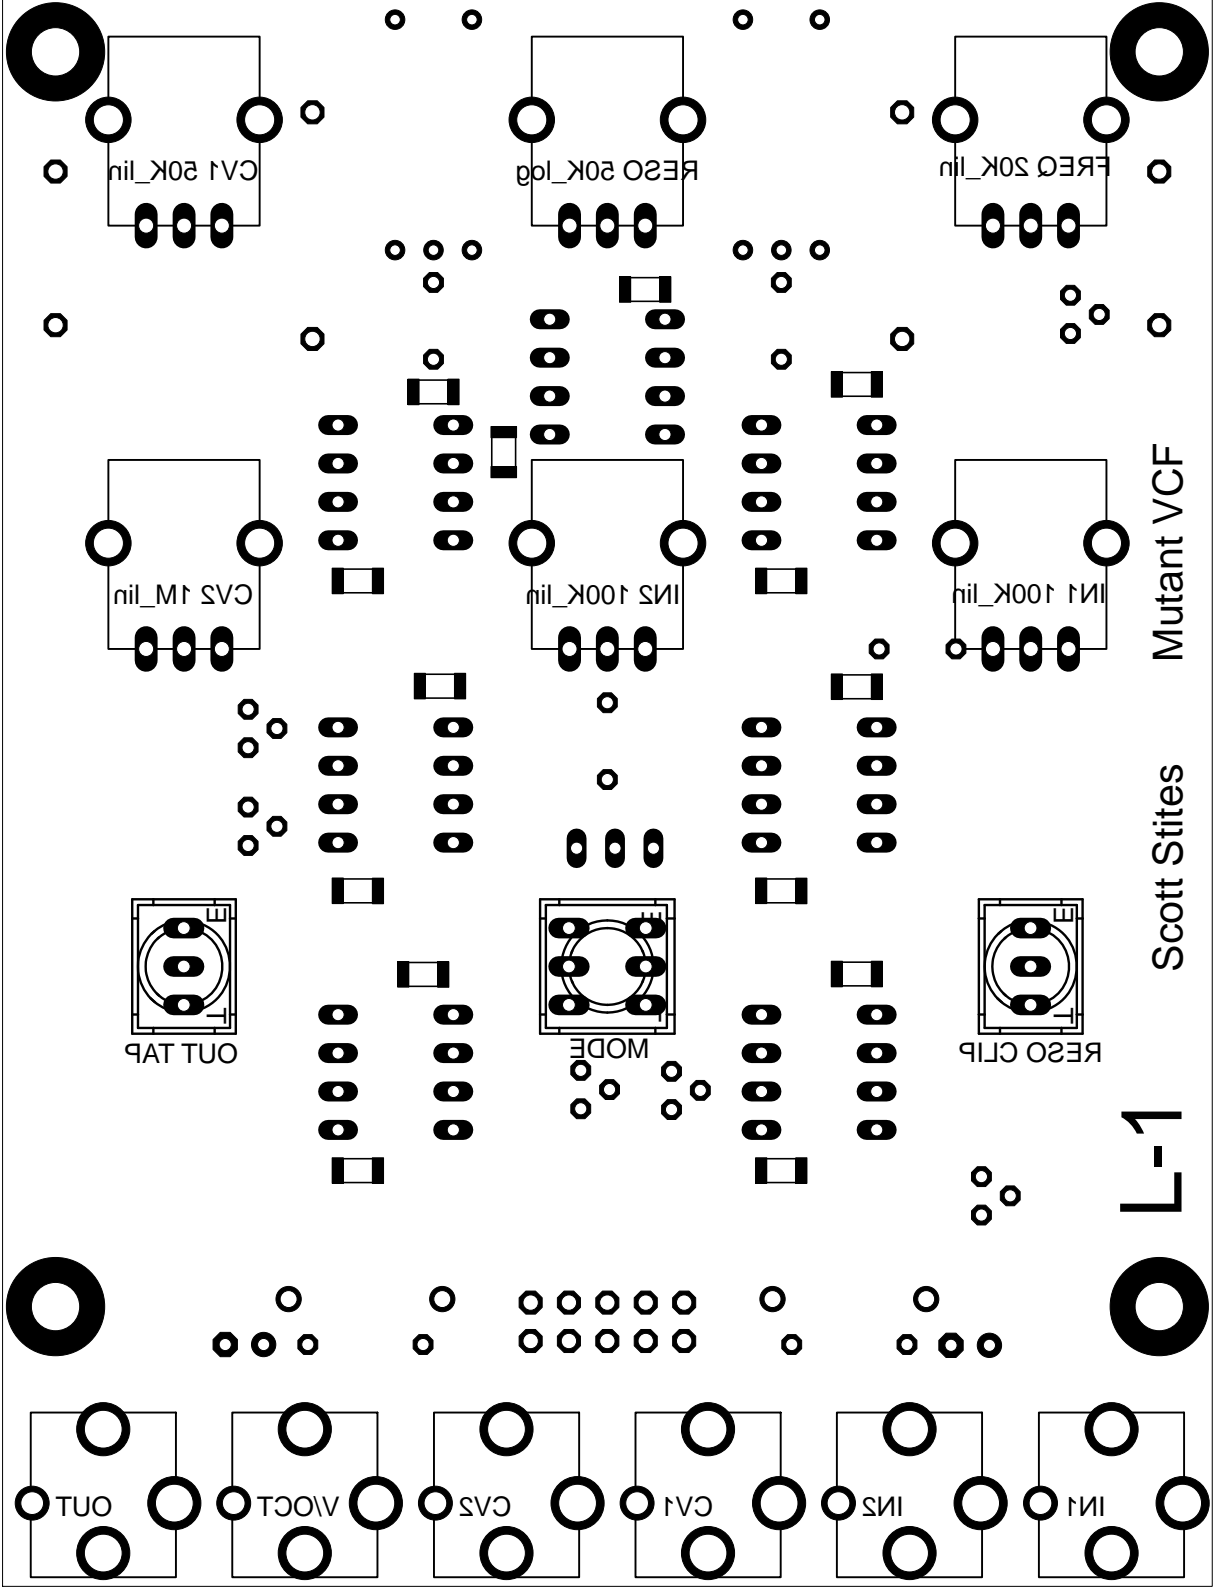 CV1 50K_lin
RESO 50K_log
FREQ 20K_lin
CV2 1M_lin
IN2 100K_lin
IN1 100K_lin
Mutant VCF
Scott Stites
E
T
OUT TAP
E
T
MODE
E
T
RESO CLIP
L-1
OUT
V/OCT
CV2
CV1
IN2
IN1